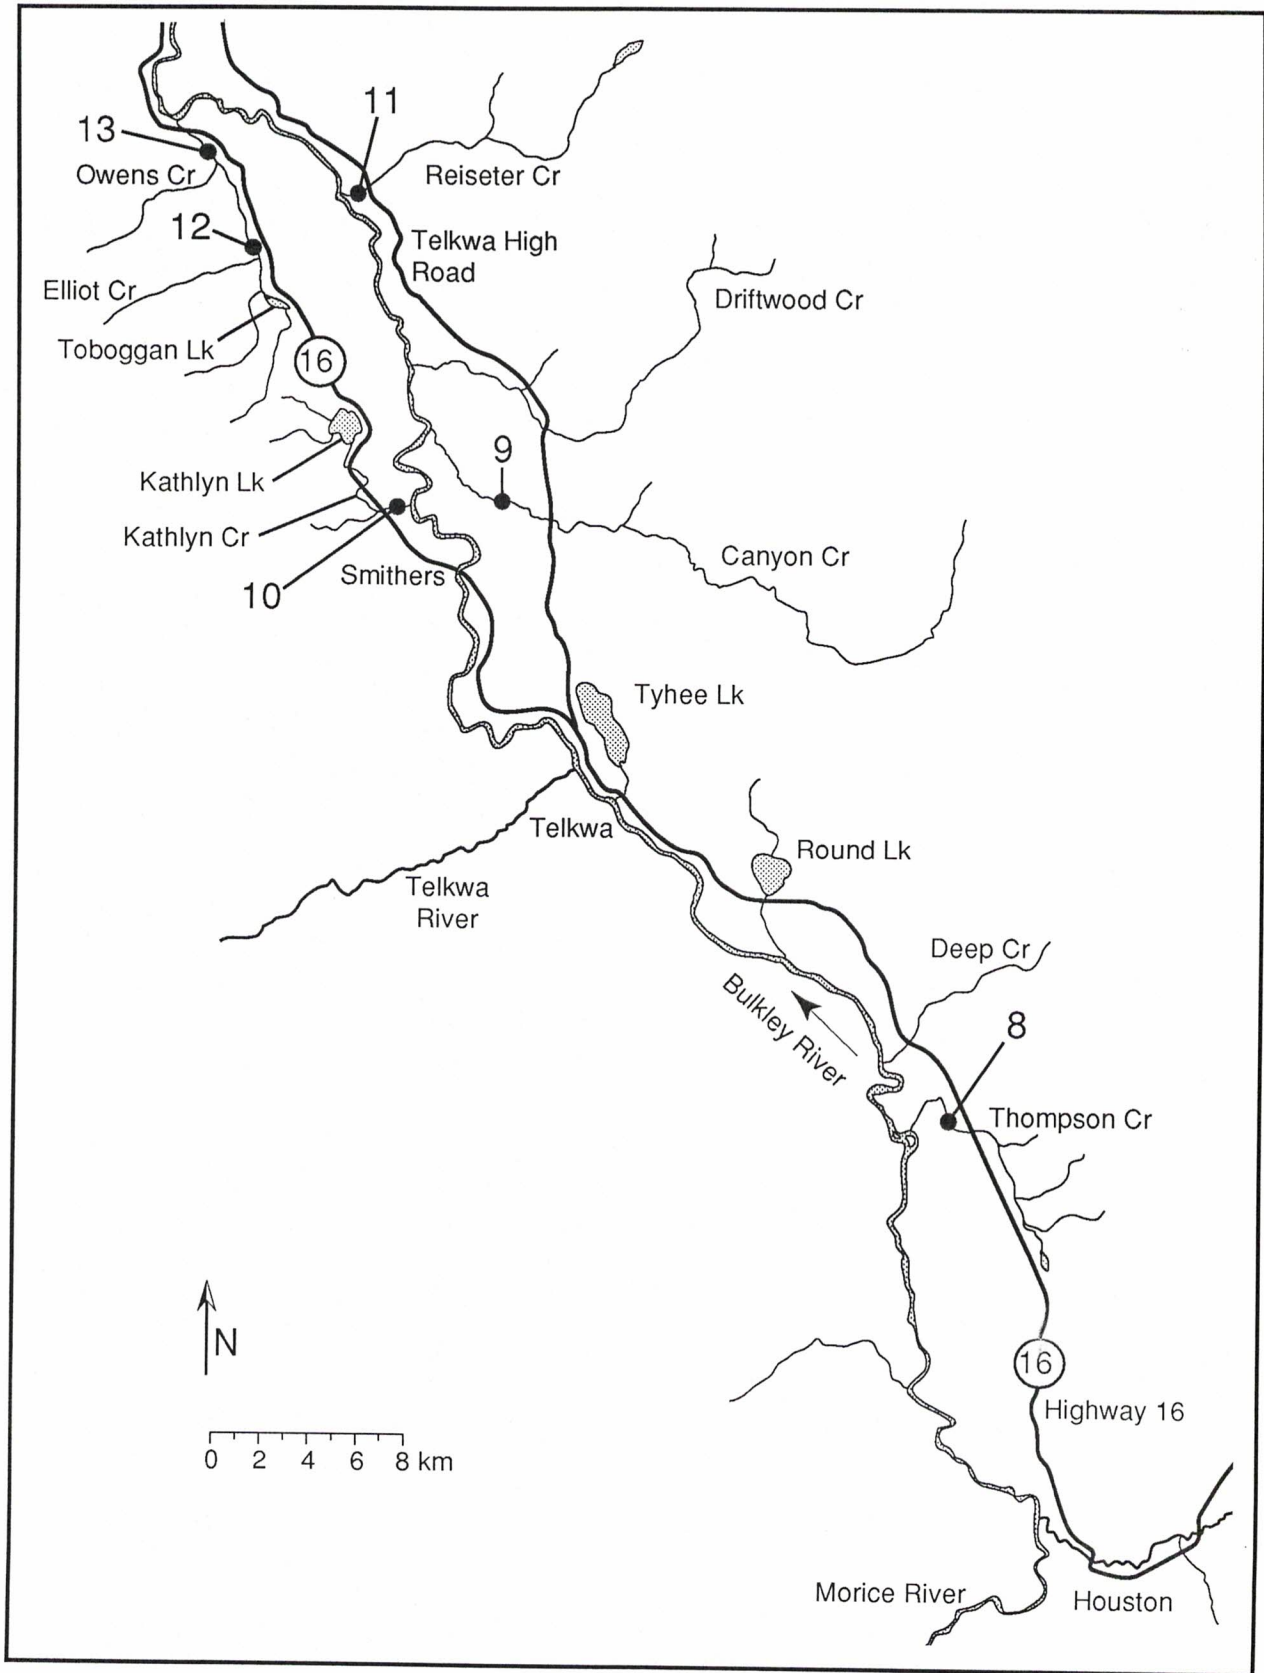 11
13
Owens Cr
Reiseter Cr
12
Telkwa High
Road
Elliot Cr
Driftwood Cr
Toboggan Lk
16
9
Kathlyn Lk
Kathlyn Cr
Canyon Cr
Smithers
10
Tyhee Lk
Telkwa
Round Lk
Telkwa
River
Deep Cr
Bulkley River
8
Thompson Cr
N
16
Highway 16
0 2 4 6 8 km
Morice River
Houston